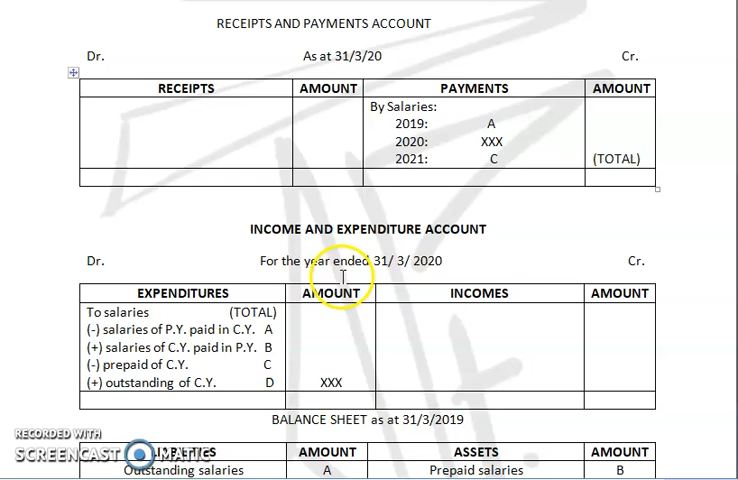 RECEIPTS AND PAYMENTS ACCOUNT
Dr. As at 31/3/20 Cr.
RECEIPTS AMOUNT PAYMENTS AMOUNT
By Salaries:
2019: A
2020: XXX
2021: C (TOTAL)
INCOME AND EXPENDITURE ACCOUNT
Dr. For the year ended 31/ 3/ 2020 Cr.
EXPENDITURES AMOUNT INCOMES AMOUNT
To salaries (TOTAL)
(-) salaries of P.Y. paid in C.Y. A
(+) salaries of C.Y. paid in P.Y. B
(-) prepaid of C.Y. C
(+) outstanding of C.Y. D XXX
BALANCE SHEET as at 31/3/2019
RECORDED WITH
SCREENCAST MATIC
LIABILITIES AMOUNT ASSETS AMOUNT
Outstanding salaries A Prepaid salaries B